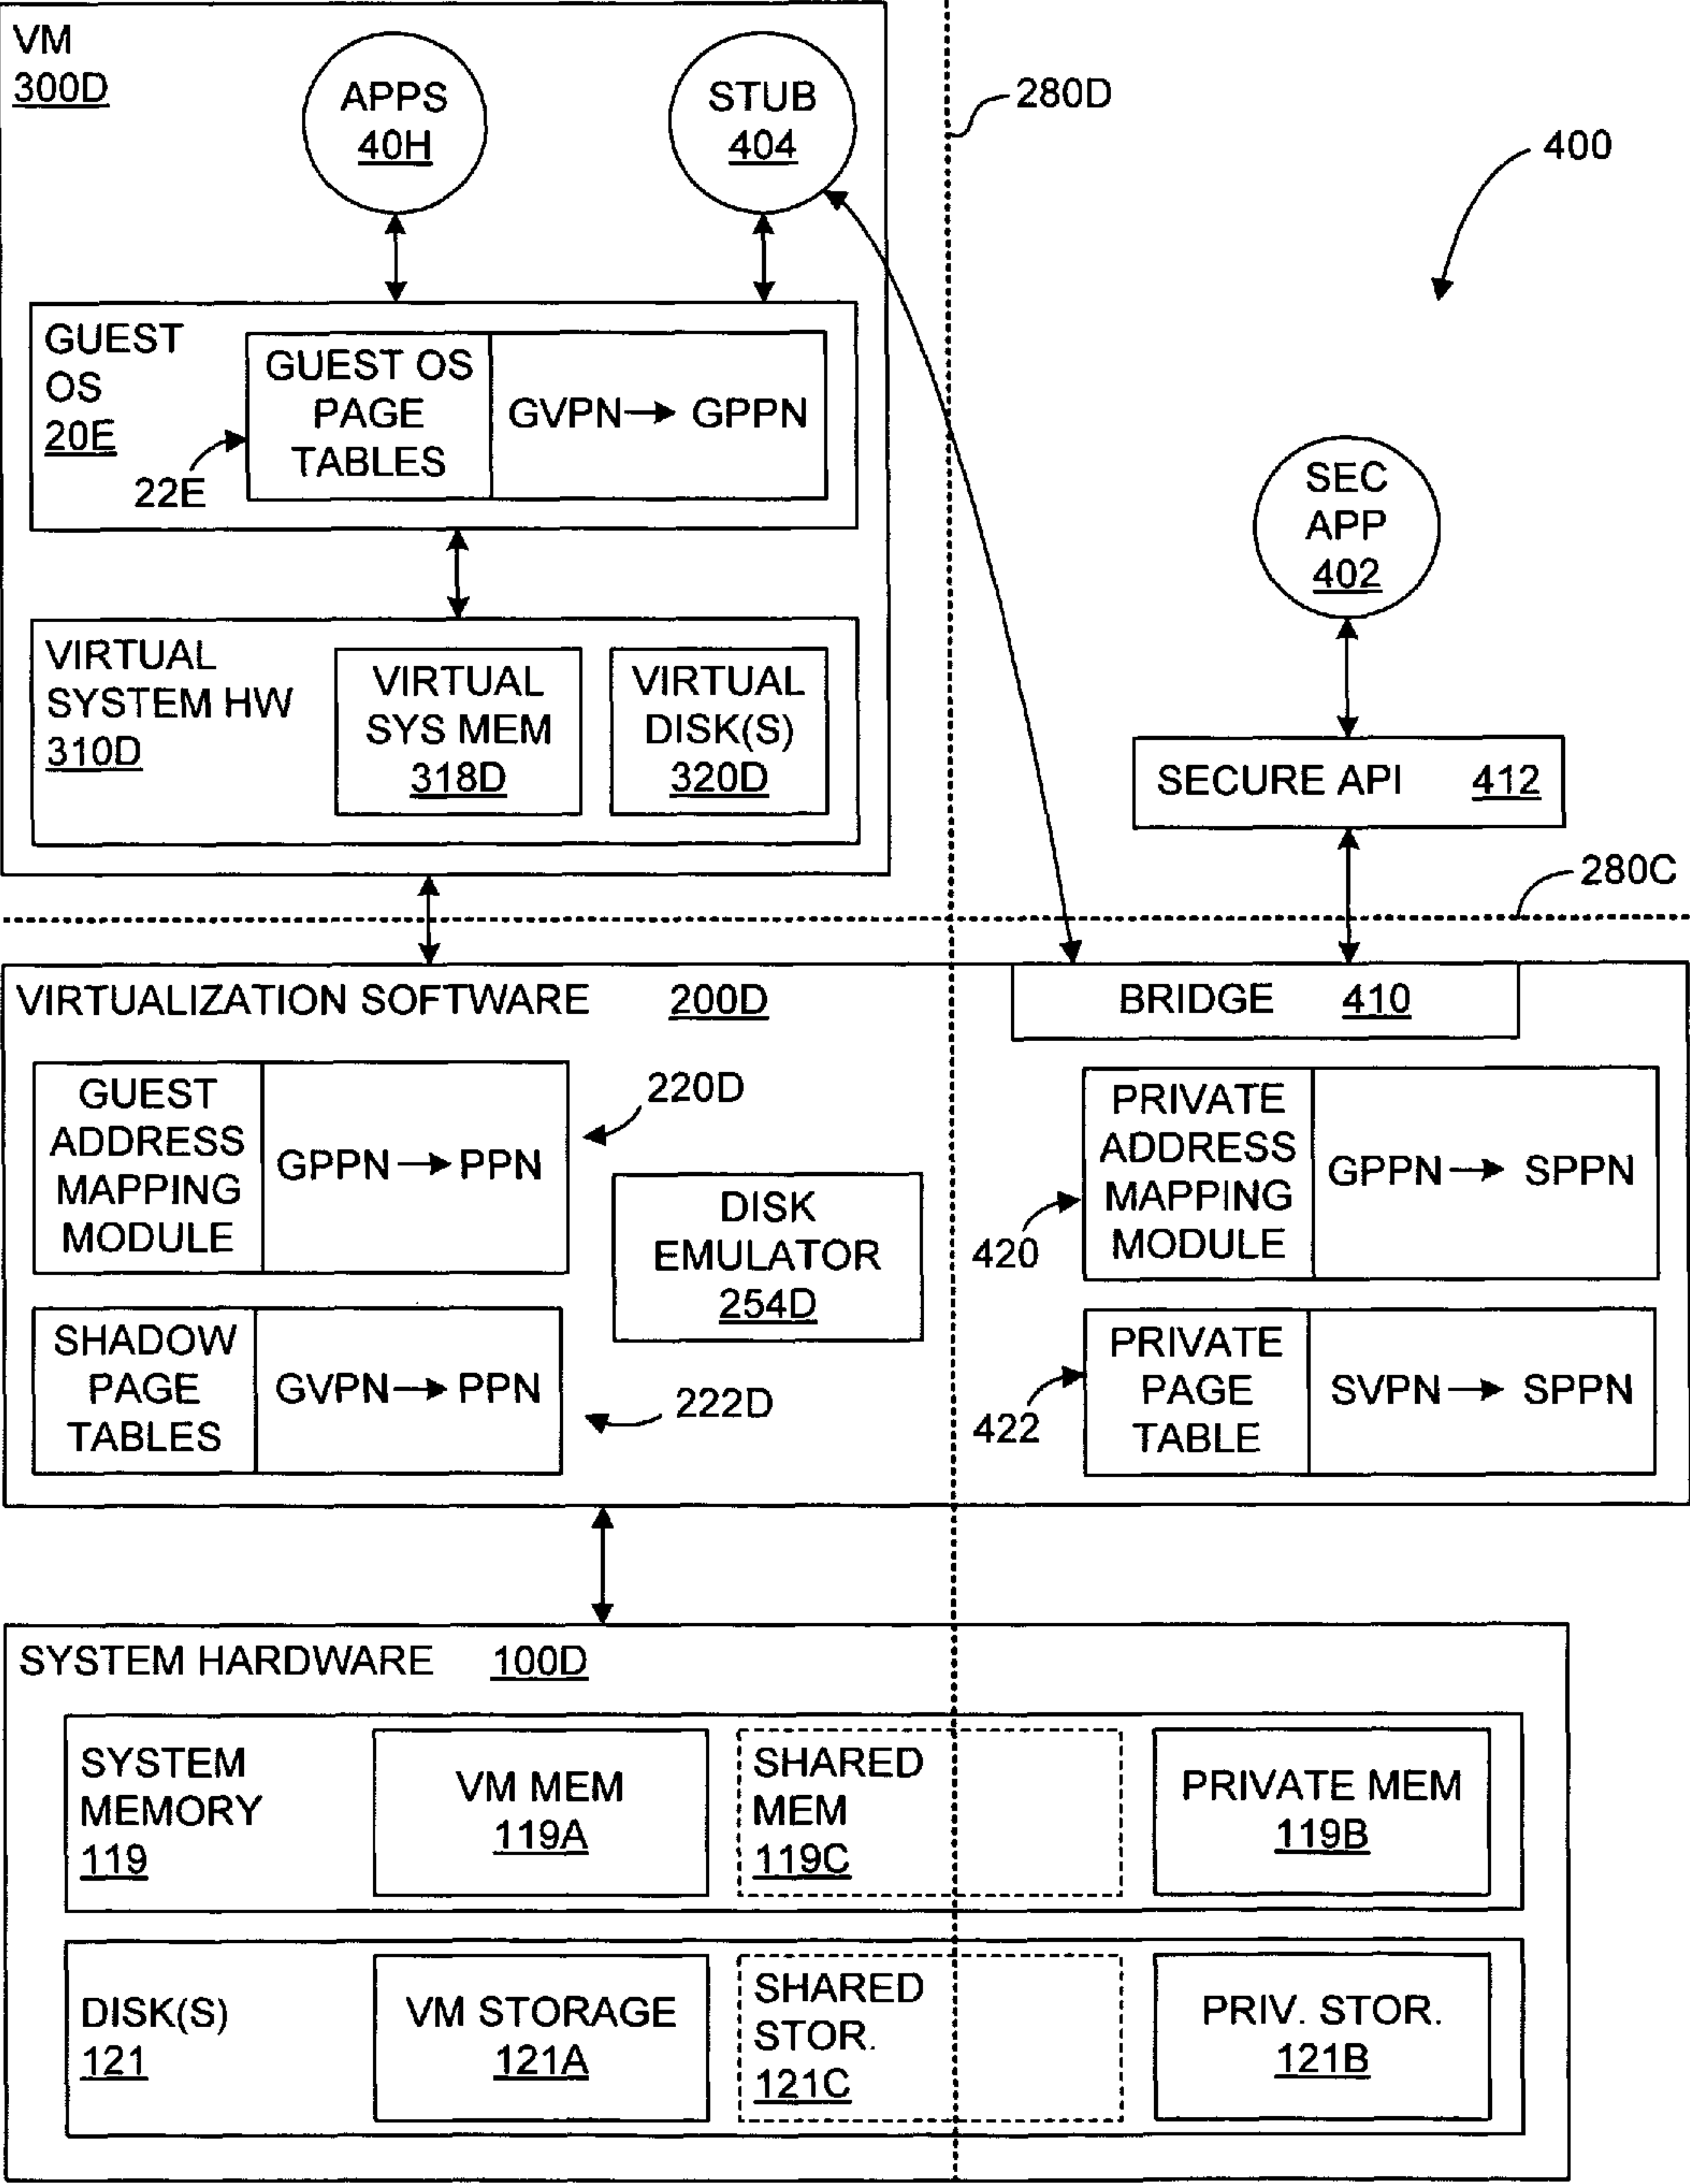 VM
300D
APPS
40H
STUB
404
280D
400
GUEST
OS
20E
GUEST OS
PAGE
TABLES
GVPN → GPPN
22E
SEC
APP
402
VIRTUAL
SYSTEM HW
310D
VIRTUAL
SYS MEM
318D
VIRTUAL
DISK(S)
320D
SECURE API 412
280C
VIRTUALIZATION SOFTWARE 200D
BRIDGE 410
GUEST
ADDRESS
MAPPING
MODULE
GPPN → PPN
220D
DISK
EMULATOR
254D
PRIVATE
ADDRESS
MAPPING
MODULE
GPPN → SPPN
420
SHADOW
PAGE
TABLES
GVPN → PPN
222D
PRIVATE
PAGE
TABLE
SVPN → SPPN
422
SYSTEM HARDWARE 100D
SYSTEM
MEMORY
119
VM MEM
119A
SHARED
MEM
119C
PRIVATE MEM
119B
DISK(S)
121
VM STORAGE
121A
SHARED
STOR.
121C
PRIV. STOR.
121B